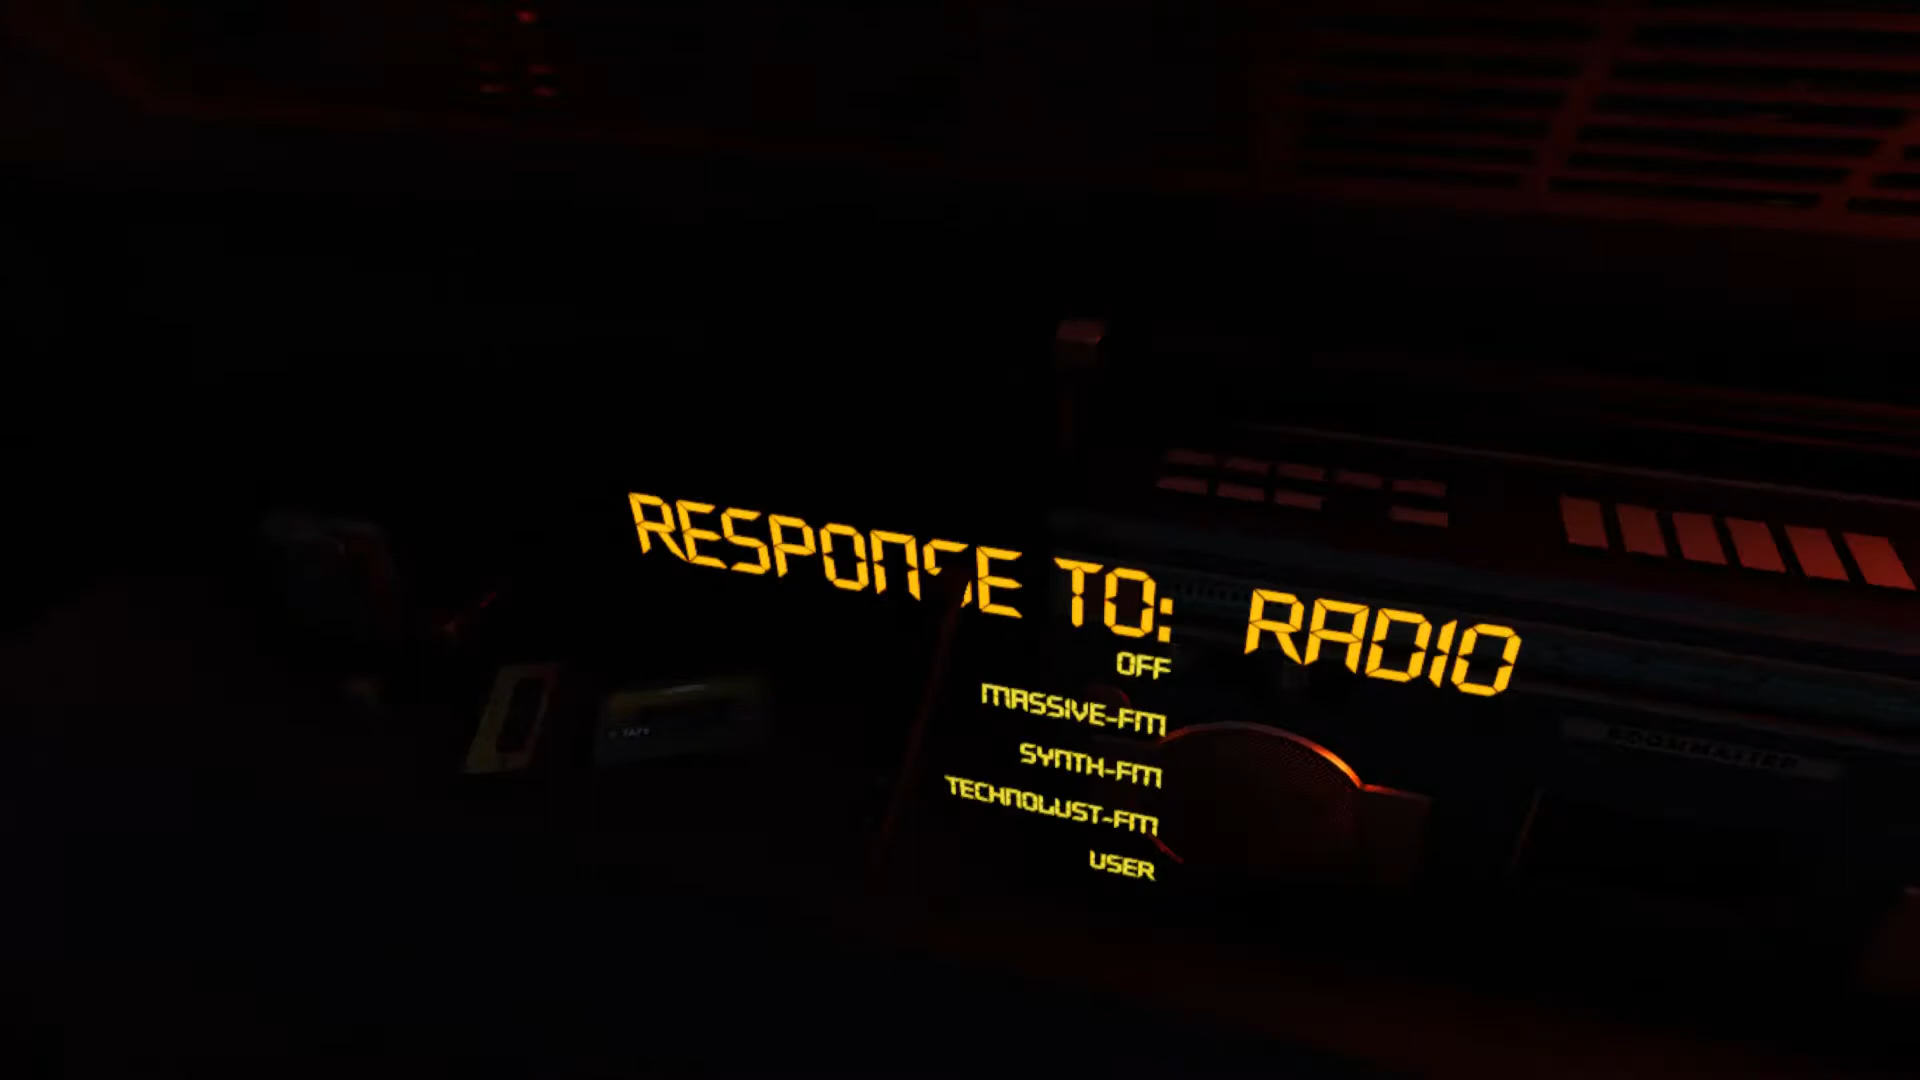 RESPONSE TO: RADIO
OFF
MASSIVE-FM
SYNTH-FM
TECHNOLUST-FM
USER